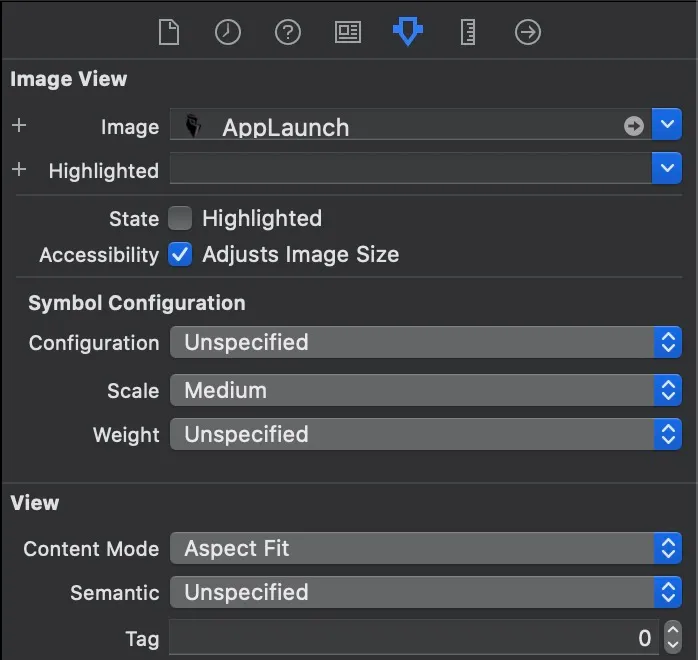 Image View
Image AppLaunch
Highlighted
State Highlighted
Accessibility Adjusts Image Size
Symbol Configuration
Configuration Unspecified
Scale Medium
Weight Unspecified
View
Content Mode Aspect Fit
Semantic Unspecified
Tag 0